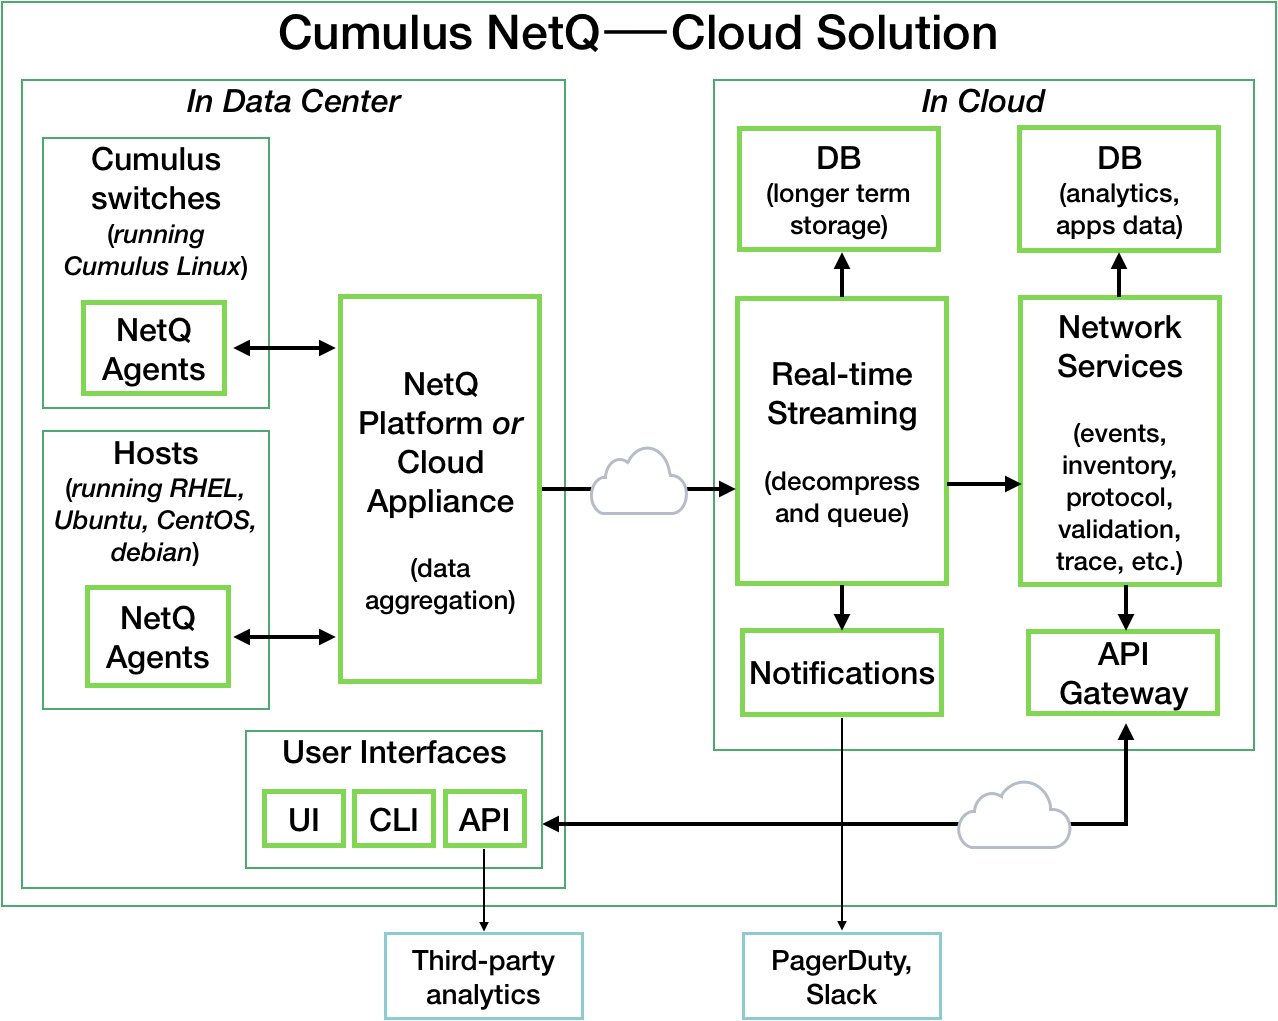 Cumulus NetQ—Cloud Solution
In Data Center
Cumulus
switches
(running
Cumulus Linux)
NetQ
Agents
Hosts
(running RHEL,
Ubuntu, CentOS,
debian)
NetQ
Agents
NetQ
Platform or
Cloud
Appliance
(data
aggregation)
User Interfaces
UI
CLI
API
In Cloud
DB
(longer term
storage)
DB
(analytics,
apps data)
Real-time
Streaming
(decompress
and queue)
Network
Services
(events,
inventory,
protocol,
validation,
trace, etc.)
Notifications
API
Gateway
Third-party
analytics
PagerDuty,
Slack